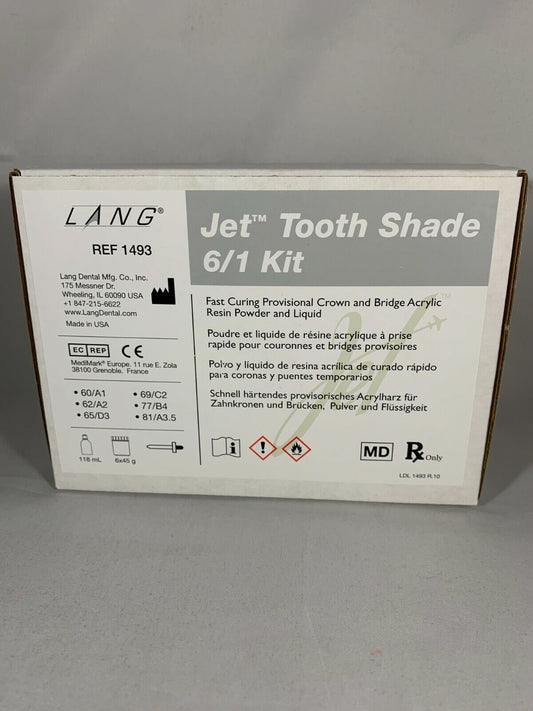 LANG®
REF 1493
Lang Dental Mfg. Co., Inc.
175 Messner Dr.
Wheeling, IL 60090 USA
+1 847-215-6622
www.LangDental.com
Made in USA
EC REP CE
MediMark® Europe. 11 rue E. Zola
38100 Grenoble. France
• 60/A1
• 62/A2
• 65/D3
• 69/C2
• 77/B4
• 81/A3.5
118 mL
6x45 g
Jet™ Tooth Shade
6/1 Kit
Fast Curing Provisional Crown and Bridge Acrylic
Resin Powder and Liquid
Poudre et liquide de résine acrylique à prise
rapide pour couronnes et bridges provisoires
Polvo y líquido de resina acrílica de curado rápido
para coronas y puentes temporarios
Schnell härtendes provisorisches Acrylharz für
Zahnkronen und Brücken, Pulver und Flüssigkeit
Jet™
MD
Rx Only
LDL 1493 R.10